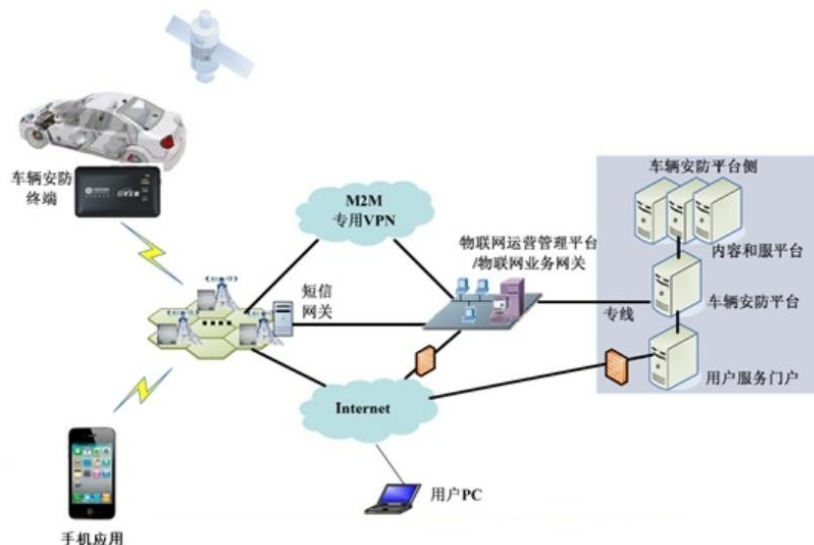 车辆安防平台侧
车辆安防
终端
M2M
专用VPN
物联网运营管理平台
/物联网业务网关
内容和服平台
短信
网关
专线
车辆安防平台
用户服务门户
Internet
用户PC
手机应用